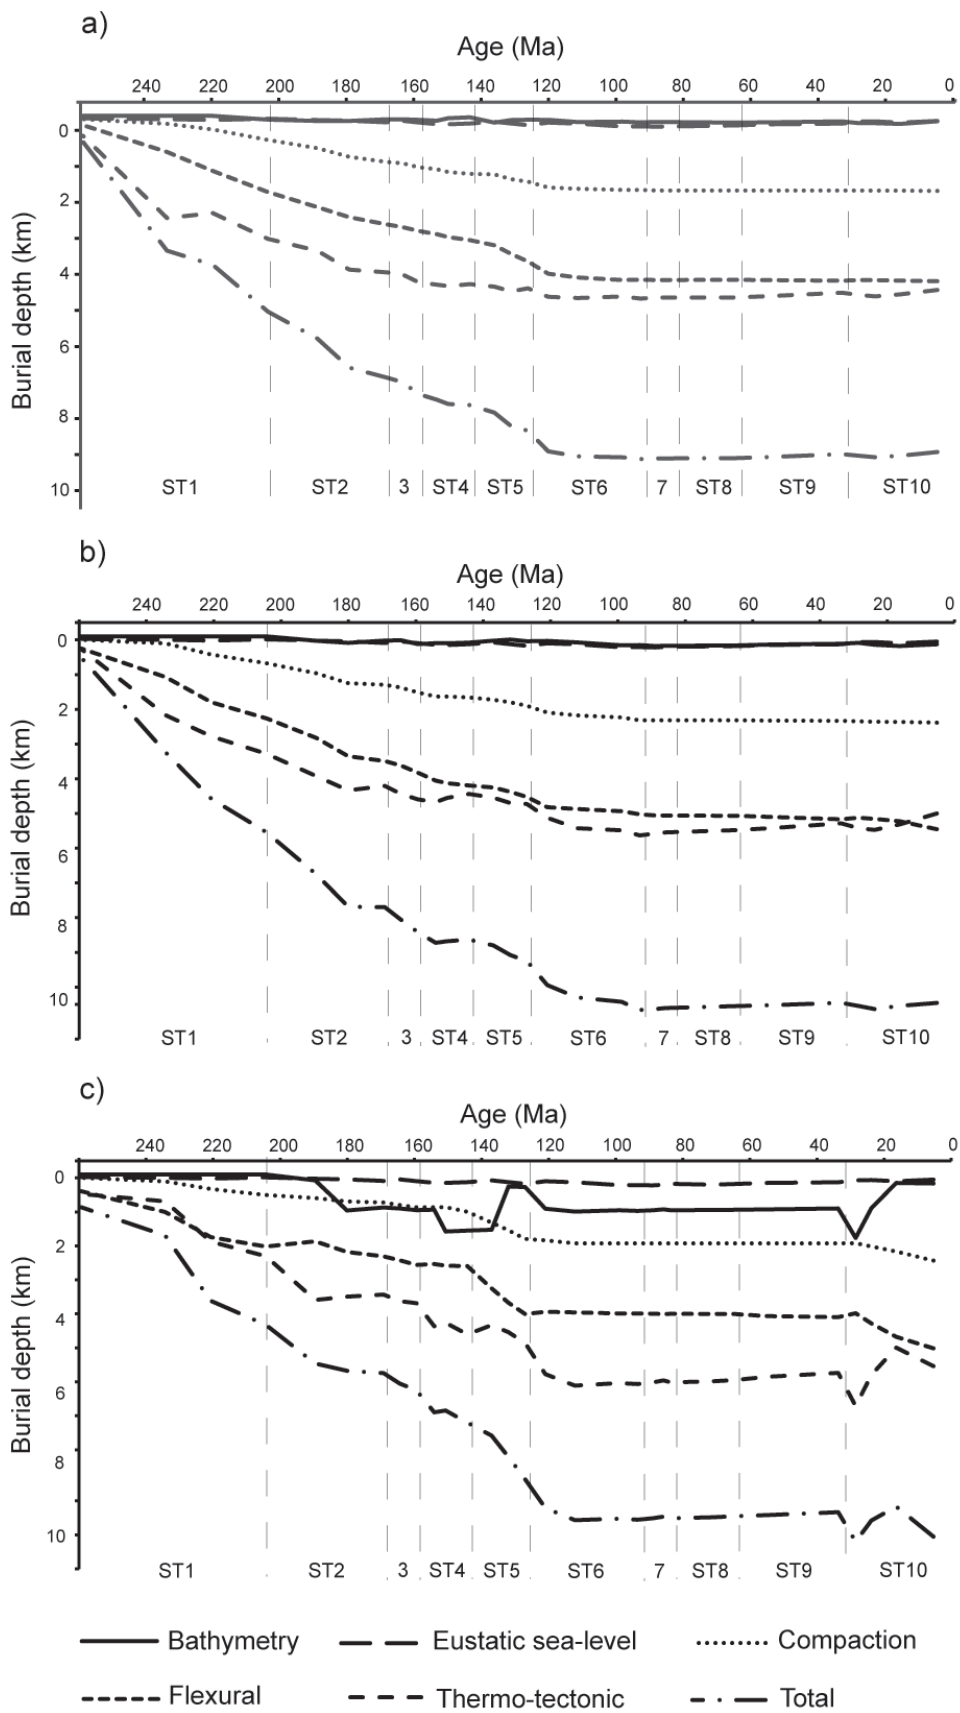 a)
Age (Ma)
240 220 200 180 160 140 120 100 80 60 40 20 0
0
2
4
6
8
10
Burial depth (km)
ST1 ST2 3 ST4 ST5 ST6 7 ST8 ST9 ST10
b)
Age (Ma)
240 220 200 180 160 140 120 100 80 60 40 20 0
0
2
4
6
8
10
Burial depth (km)
ST1 ST2 3 ST4 ST5 ST6 7 ST8 ST9 ST10
c)
Age (Ma)
240 220 200 180 160 140 120 100 80 60 40 20 0
0
2
4
6
8
10
Burial depth (km)
ST1 ST2 3 ST4 ST5 ST6 7 ST8 ST9 ST10
Bathymetry Eustatic sea-level Compaction
Flexural Thermo-tectonic Total